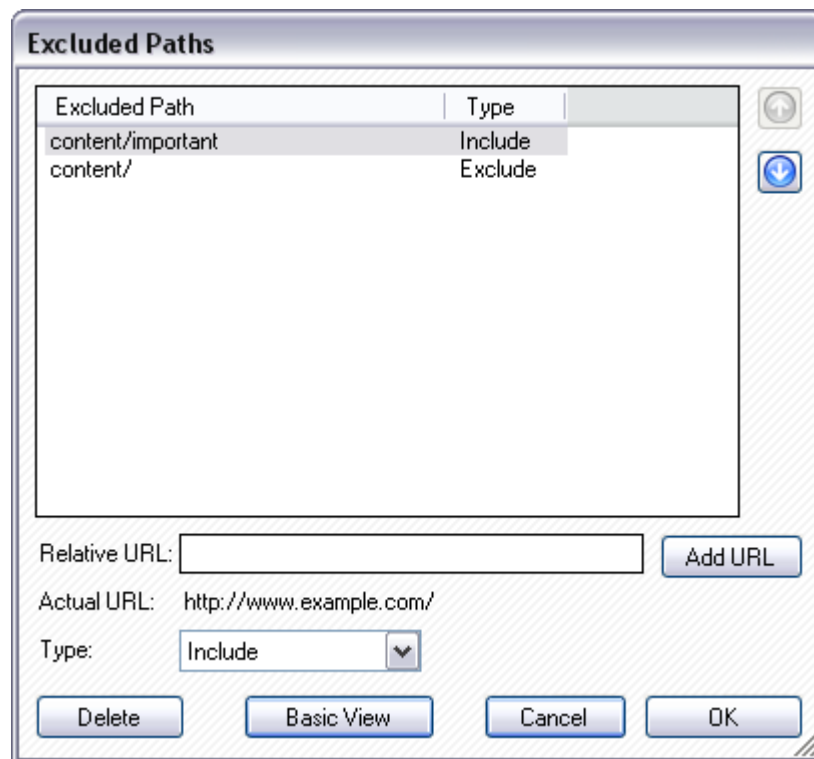 Excluded Paths
Excluded Path Type
content/important Include
content/ Exclude
Relative URL: Add URL
Actual URL: http://www.example.com/
Type: Include
Delete Basic View Cancel OK